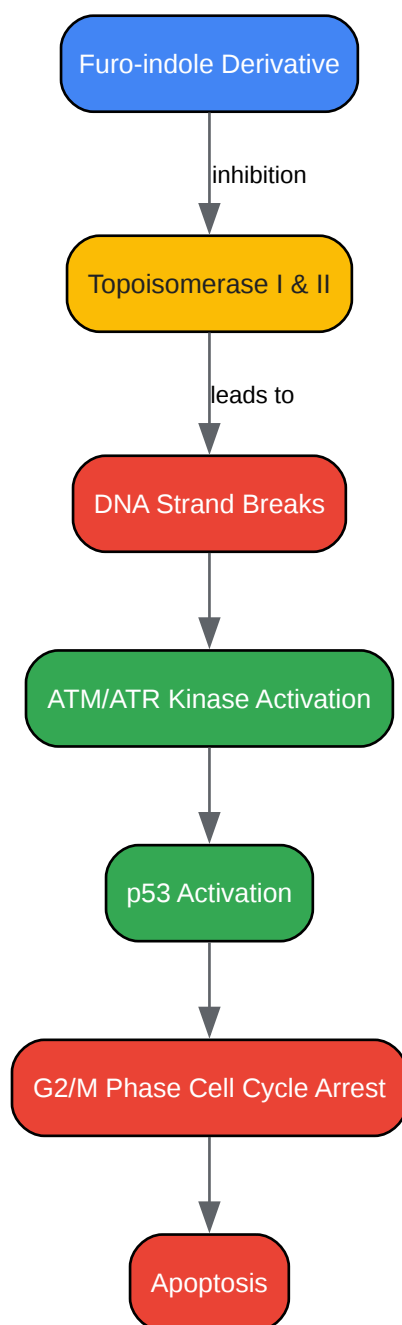 Furo-indole Derivative
inhibition
Topoisomerase I & II
leads to
DNA Strand Breaks
ATM/ATR Kinase Activation
p53 Activation
G2/M Phase Cell Cycle Arrest
Apoptosis